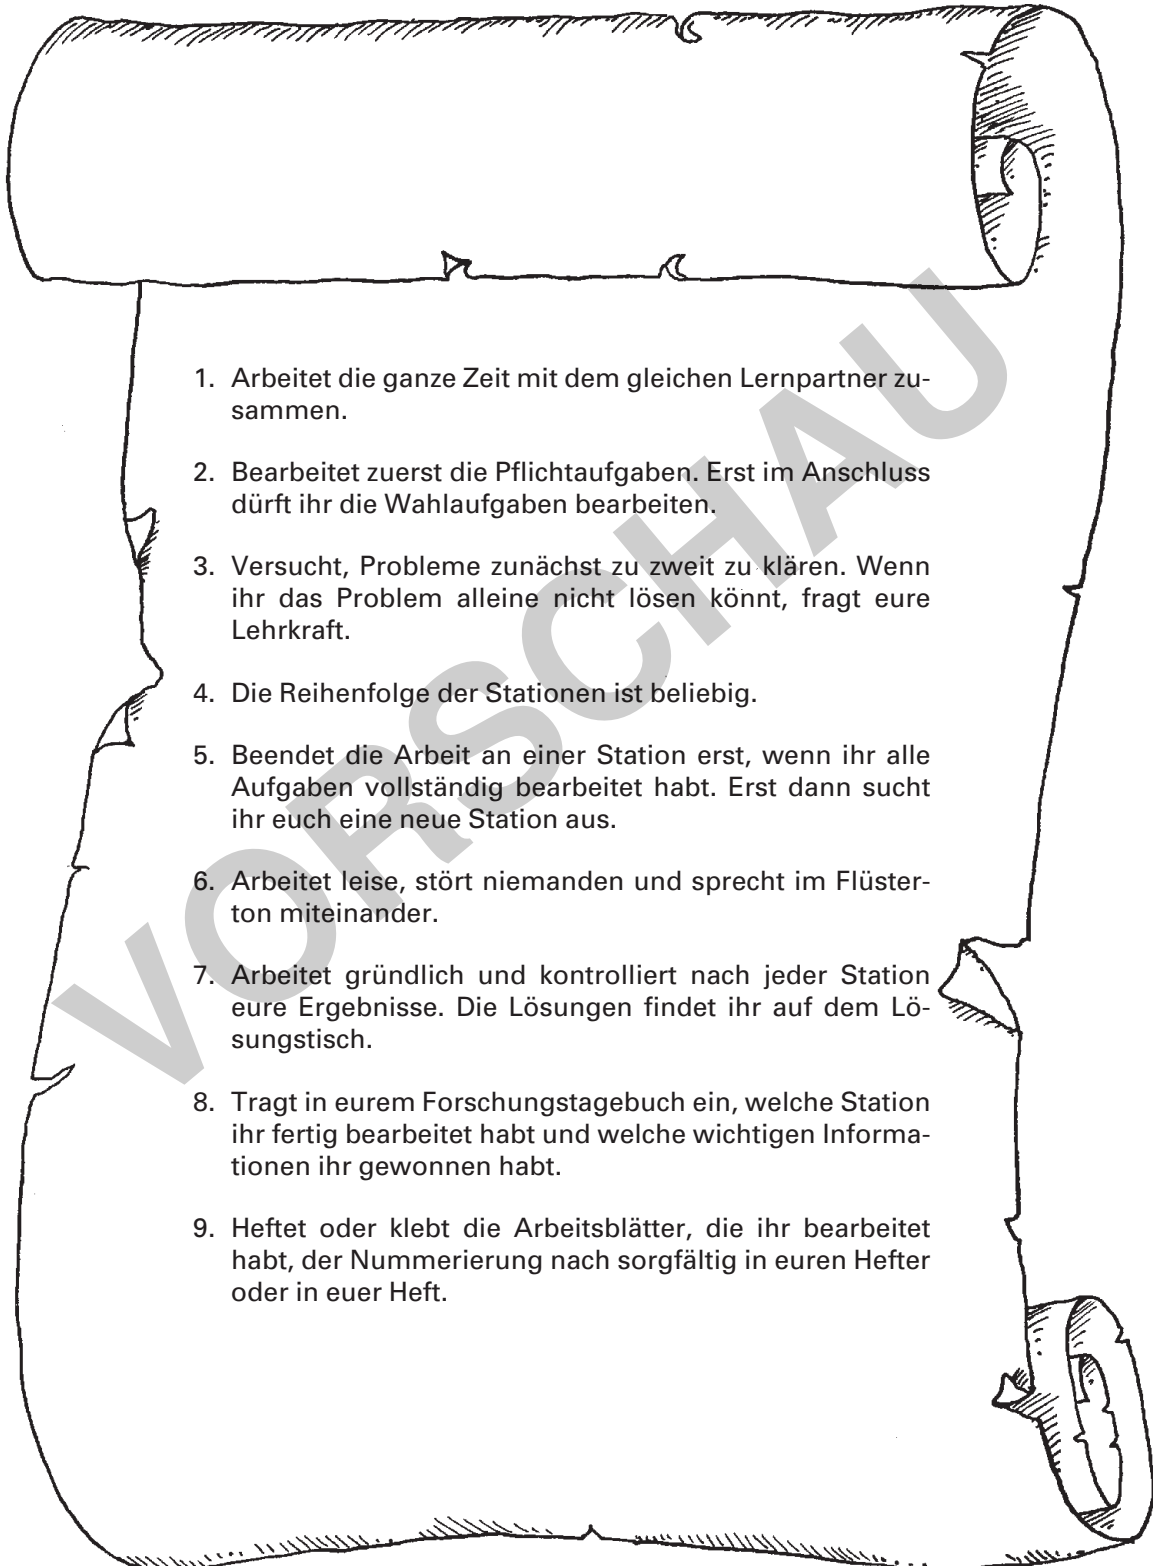 1. Arbeitet die ganze Zeit mit dem gleichen Lernpartner zu-
sammen.
2. Bearbeitet zuerst die Pflichtaufgaben. Erst im Anschluss
dürft ihr die Wahlaufgaben bearbeiten.
3. Versucht, Probleme zunächst zu zweit zu klären. Wenn
ihr das Problem alleine nicht lösen könnt, fragt eure
Lehrkraft.
4. Die Reihenfolge der Stationen ist beliebig.
5. Beendet die Arbeit an einer Station erst, wenn ihr alle
Aufgaben vollständig bearbeitet habt. Erst dann sucht
ihr euch eine neue Station aus.
6. Arbeitet leise, stört niemanden und sprecht im Flüster-
ton miteinander.
7. Arbeitet gründlich und kontrolliert nach jeder Station
eure Ergebnisse. Die Lösungen findet ihr auf dem Lö-
sungstisch.
8. Tragt in eurem Forschungstagebuch ein, welche Station
ihr fertig bearbeitet habt und welche wichtigen Informa-
tionen ihr gewonnen habt.
9. Heftet oder klebt die Arbeitsblätter, die ihr bearbeitet
habt, der Nummerierung nach sorgfältig in euren Hefter
oder in euer Heft.
VORSCHAU